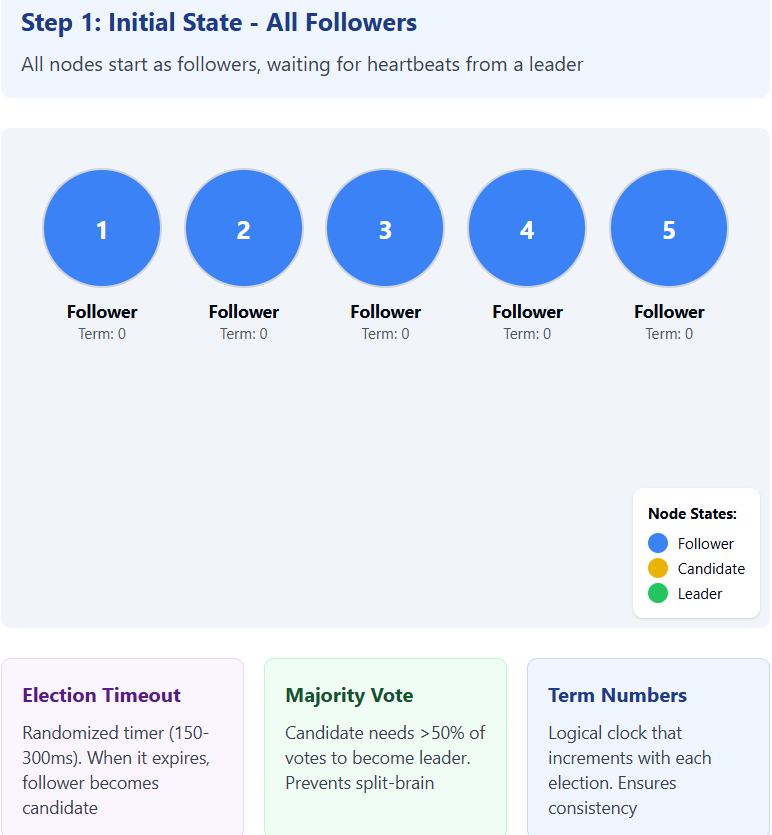 Step 1: Initial State - All Followers
All nodes start as followers, waiting for heartbeats from a leader
1 2 3 4 5
Follower Follower Follower Follower Follower
Term: 0 Term: 0 Term: 0 Term: 0 Term: 0
Node States:
Follower
Candidate
Leader
Election Timeout
Randomized timer (150-
300ms). When it expires,
follower becomes
candidate
Majority Vote
Candidate needs >50% of
votes to become leader.
Prevents split-brain
Term Numbers
Logical clock that
increments with each
election. Ensures
consistency